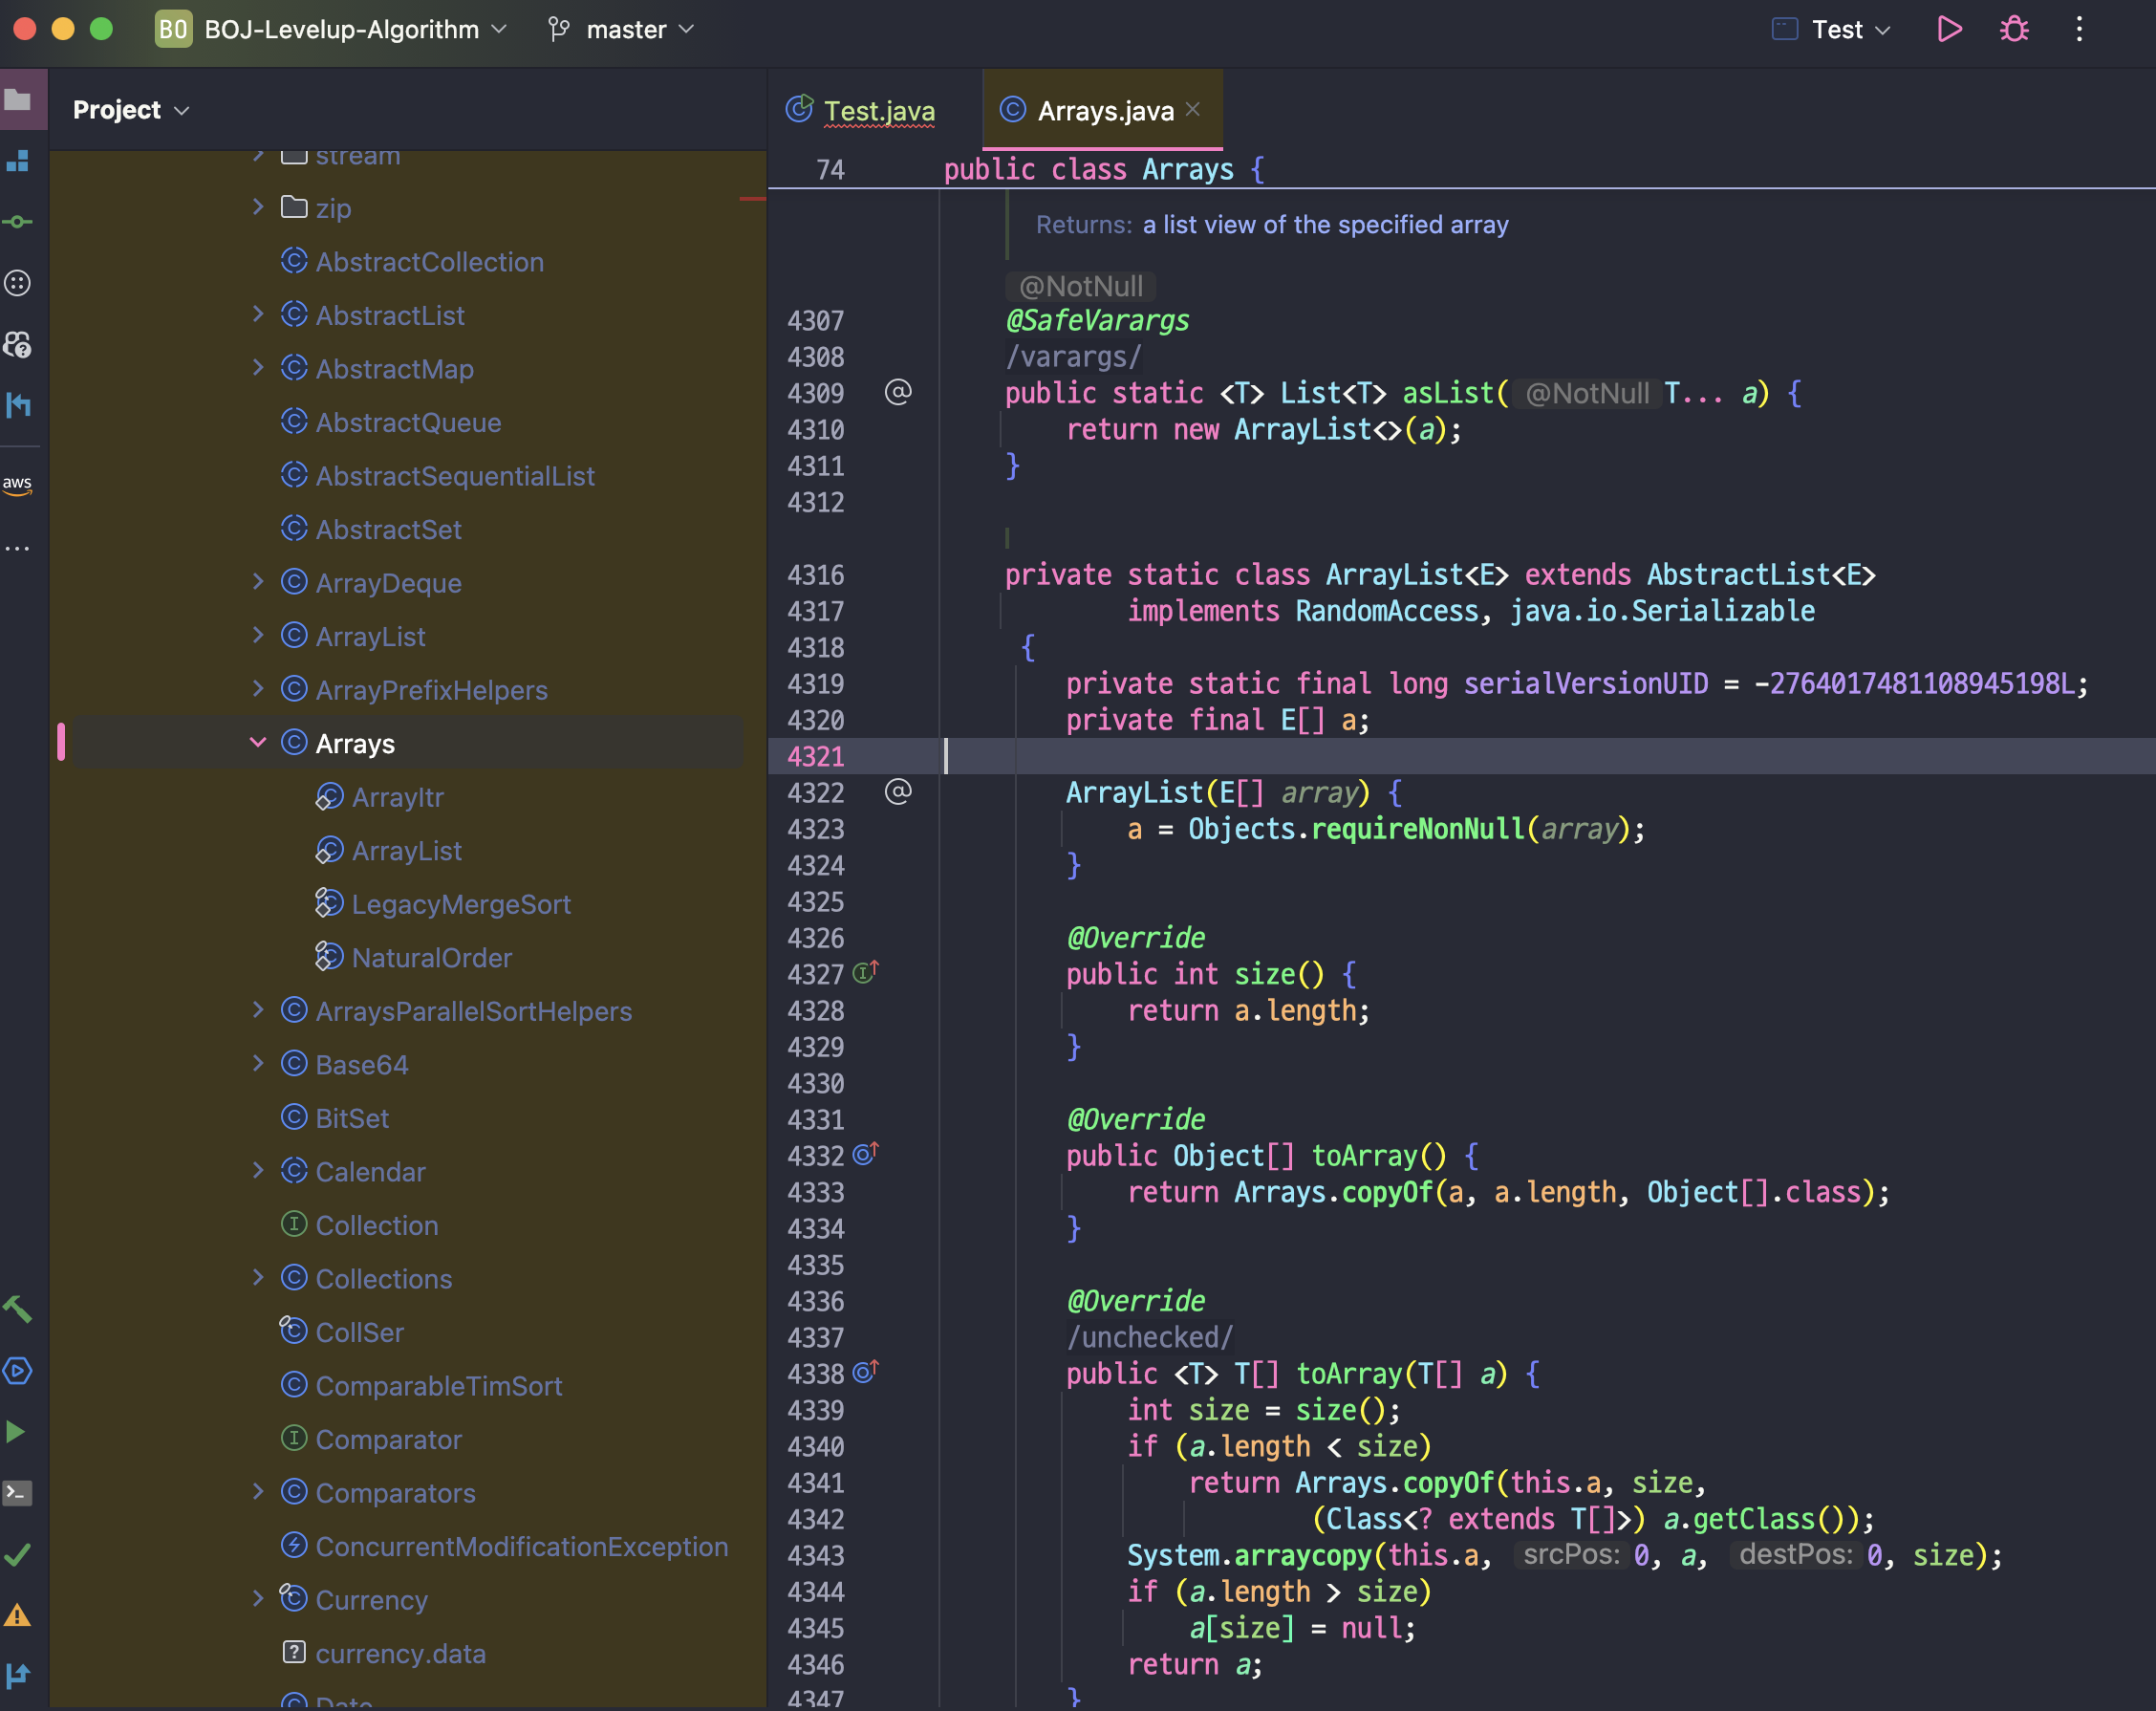 BO BOJ-Levelup-Algorithm master Test
Project
Test.java Arrays.java
stream
zip
AbstractCollection
AbstractList
AbstractMap
AbstractQueue
AbstractSequentialList
AbstractSet
ArrayDeque
ArrayList
ArrayPrefixHelpers
Arrays
ArrayItr
ArrayList
LegacyMergeSort
NaturalOrder
ArraysParallelSortHelpers
Base64
BitSet
Calendar
Collection
Collections
CollSer
ComparableTimSort
Comparator
Comparators
ConcurrentModificationException
Currency
currency.data
Date
aws
74 public class Arrays {
Returns: a list view of the specified array
@NotNull
4307 @SafeVarargs
4308 /varargs/
4309 @ public static <T> List<T> asList( @NotNull T... a) {
4310 return new ArrayList<>(a);
4311 }
4312
4316 private static class ArrayList<E> extends AbstractList<E>
4317 implements RandomAccess, java.io.Serializable
4318 {
4319 private static final long serialVersionUID = -2764017481108945198L;
4320 private final E[] a;
4321
4322 @ ArrayList(E[] array) {
4323 a = Objects.requireNonNull(array);
4324 }
4325
4326 @Override
4327 public int size() {
4328 return a.length;
4329 }
4330
4331 @Override
4332 public Object[] toArray() {
4333 return Arrays.copyOf(a, a.length, Object[].class);
4334 }
4335
4336 @Override
4337 /unchecked/
4338 public <T> T[] toArray(T[] a) {
4339 int size = size();
4340 if (a.length < size)
4341 return Arrays.copyOf(this.a, size,
4342 (Class<? extends T[]>) a.getClass());
4343 System.arraycopy(this.a, srcPos: 0, a, destPos: 0, size);
4344 if (a.length > size)
4345 a[size] = null;
4346 return a;
4347 }